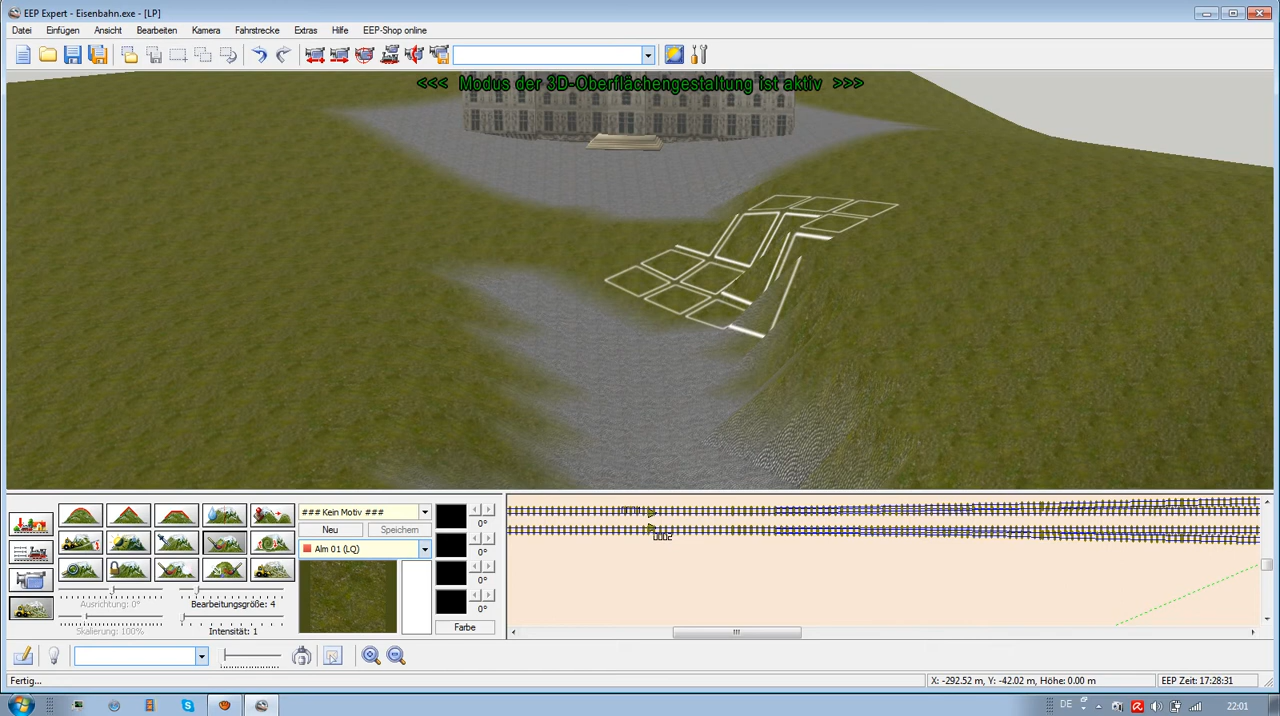 EEP Expert - Eisenbahn.exe - [LP]
Datei Einfügen Ansicht Bearbeiten Kamera Fahrstrecke Extras Hilfe EEP-Shop online
<<< Modus der 3D-Oberflächengestaltung ist aktiv >>>
### Kein Motiv ###
0°
Neu Speichern
Alm 01 (LQ)
0°
0°
Ausrichtung: 0° Bearbeitungsgröße: 4
0°
Skalierung: 100% Intensität: 1
Farbe
0002
Fertig...
X: -292.52 m, Y: -42.02 m, Höhe: 0.00 m
EEP Zeit: 17:28:31
DE
22:01